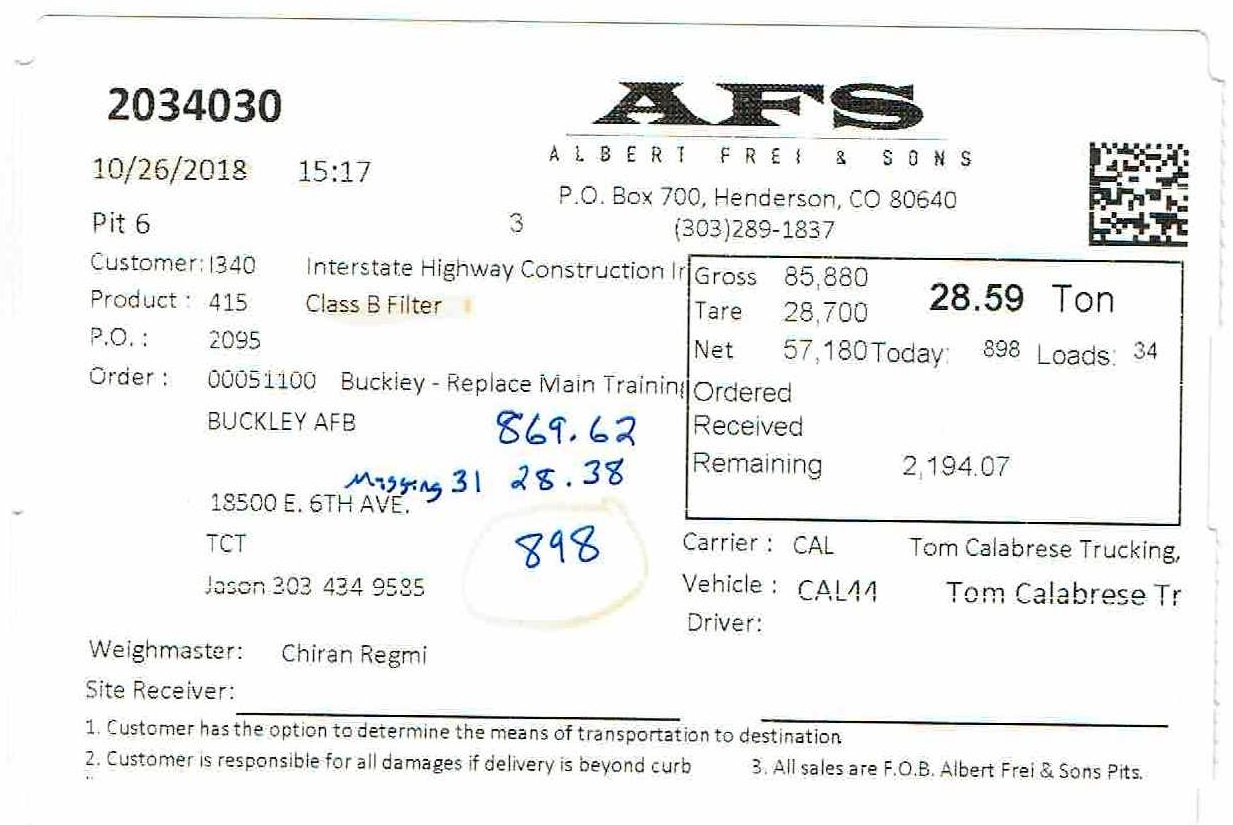 2034030
AFS
ALBERT FREI & SONS
10/26/2018 15:17
P.O. Box 700, Henderson, CO 80640
Pit 6 3 (303)289-1837
Customer: I340 Interstate Highway Construction Ir
Product : 415 Class B Filter
P.O. : 2095
Order : 00051100 Buckley - Replace Main Training
BUCKLEY AFB
869.62
Missing 31 28.38
18500 E. 6TH AVE.
TCT
898
Jason 303 434 9585
Gross 85,880 28.59 Ton
Tare 28,700
Net 57,180 Today: 898 Loads: 34
Ordered
Received
Remaining 2,194.07
Carrier : CAL Tom Calabrese Trucking,
Vehicle : CAL44 Tom Calabrese Tr
Driver:
Weighmaster: Chiran Regmi
Site Receiver:
1. Customer has the option to determine the means of transportation to destination
2. Customer is responsible for all damages if delivery is beyond curb 3. All sales are F.O.B. Albert Frei & Sons Pits.